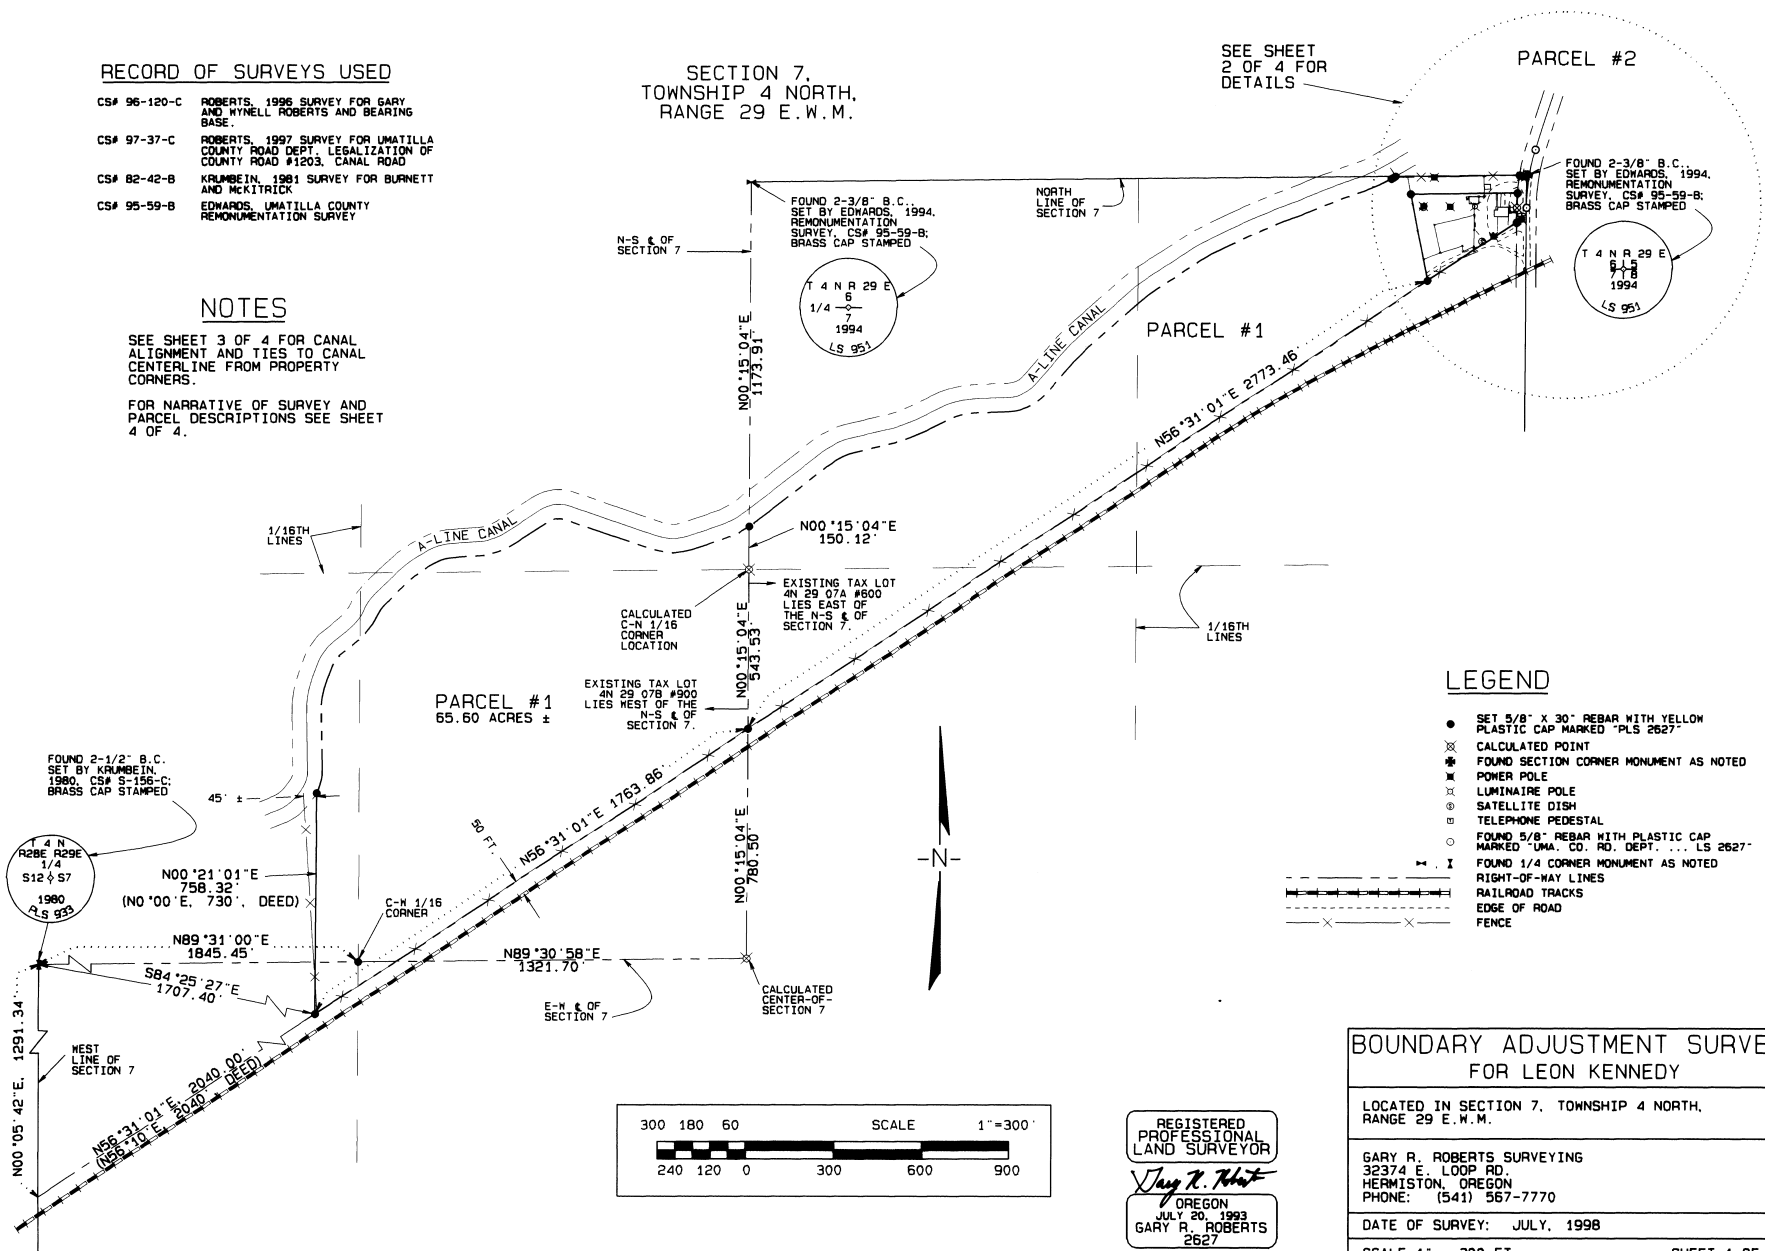 RECORD OF SURVEYS USED
CS# 96-120-C ROBERTS, 1996 SURVEY FOR GARY
AND WYNELL ROBERTS AND BEARING
BASE.
CS# 97-37-C ROBERTS, 1997 SURVEY FOR UMATILLA
COUNTY ROAD DEPT. LEGALIZATION OF
COUNTY ROAD #1203, CANAL ROAD
CS# 82-42-B KRUMBEIN, 1981 SURVEY FOR BURNETT
AND McKITRICK
CS# 95-59-B EDWARDS, UMATILLA COUNTY
REMONUMENTATION SURVEY
NOTES
SEE SHEET 3 OF 4 FOR CANAL
ALIGNMENT AND TIES TO CANAL
CENTERLINE FROM PROPERTY
CORNERS.
FOR NARRATIVE OF SURVEY AND
PARCEL DESCRIPTIONS SEE SHEET
4 OF 4.
SECTION 7,
TOWNSHIP 4 NORTH,
RANGE 29 E.W.M.
SEE SHEET
2 OF 4 FOR
DETAILS
PARCEL #2
FOUND 2-3/8" B.C.,
SET BY EDWARDS, 1994,
REMONUMENTATION
SURVEY, CS# 95-59-B;
BRASS CAP STAMPED
T 4 N R 29 E
6 5
7 8
1994
LS 951
NORTH
LINE OF
SECTION 7
FOUND 2-3/8" B.C.,
SET BY EDWARDS, 1994,
REMONUMENTATION
SURVEY, CS# 95-59-B;
BRASS CAP STAMPED
T 4 N R 29 E
6
1/4
7
1994
LS 951
N-S ℄ OF
SECTION 7
N00°15'04"E
1173.91'
A-LINE CANAL
PARCEL #1
N56°31'01"E 2773.46'
1/16TH
LINES
A-LINE CANAL
N00°15'04"E
150.12'
CALCULATED
C-N 1/16
CORNER
LOCATION
EXISTING TAX LOT
4N 29 07A #600
LIES EAST OF
THE N-S ℄ OF
SECTION 7.
N00°15'04"E
543.53'
1/16TH
LINES
EXISTING TAX LOT
4N 29 07B #900
LIES WEST OF THE
N-S ℄ OF
SECTION 7.
PARCEL #1
65.60 ACRES ±
FOUND 2-1/2" B.C.
SET BY KRUMBEIN,
1980, CS# S-156-C;
BRASS CAP STAMPED
45' ±
T 4 N
R28E R29E
1/4
S12 S7
1980
PLS 933
N00°21'01"E
758.32'
(N0°00'E, 730', DEED)
C-W 1/16
CORNER
50 FT.
N56°31'01"E 1763.86'
N00°15'04"E
780.50'
-N-
N89°31'00"E
1845.45'
S84°25'27"E
1707.40'
N89°30'58"E
1321.70'
E-W ℄ OF
SECTION 7
CALCULATED
CENTER-OF-
SECTION 7
N00°05'42"E, 1291.34'
WEST
LINE OF
SECTION 7
N56°31'01"E, 2040.00'
(N56°10'E, 2040' DEED)
LEGEND
SET 5/8" X 30" REBAR WITH YELLOW
PLASTIC CAP MARKED "PLS 2627"
CALCULATED POINT
FOUND SECTION CORNER MONUMENT AS NOTED
POWER POLE
LUMINAIRE POLE
SATELLITE DISH
TELEPHONE PEDESTAL
FOUND 5/8" REBAR WITH PLASTIC CAP
MARKED "UMA. CO. RD. DEPT. ... LS 2627"
FOUND 1/4 CORNER MONUMENT AS NOTED
RIGHT-OF-WAY LINES
RAILROAD TRACKS
EDGE OF ROAD
FENCE
300 180 60 SCALE 1"=300'
240 120 0 300 600 900
REGISTERED
PROFESSIONAL
LAND SURVEYOR
Gary R. Roberts
OREGON
JULY 20, 1993
GARY R. ROBERTS
2627
BOUNDARY ADJUSTMENT SURVE
FOR LEON KENNEDY
LOCATED IN SECTION 7, TOWNSHIP 4 NORTH,
RANGE 29 E.W.M.
GARY R. ROBERTS SURVEYING
32374 E. LOOP RD.
HERMISTON, OREGON
PHONE: (541) 567-7770
DATE OF SURVEY: JULY, 1998